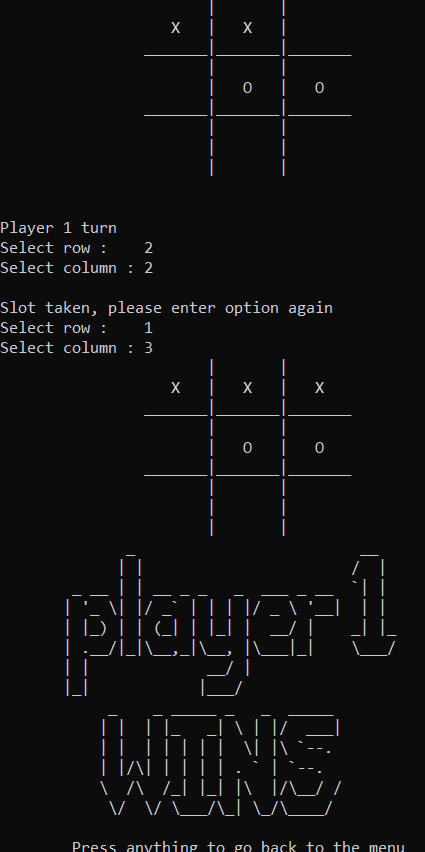 X X
O O
Player 1 turn
Select row :    2
Select column : 2
Slot taken, please enter option again
Select row :    1
Select column : 3
X X X
O O
player 1
WINS
Press anything to go back to the menu